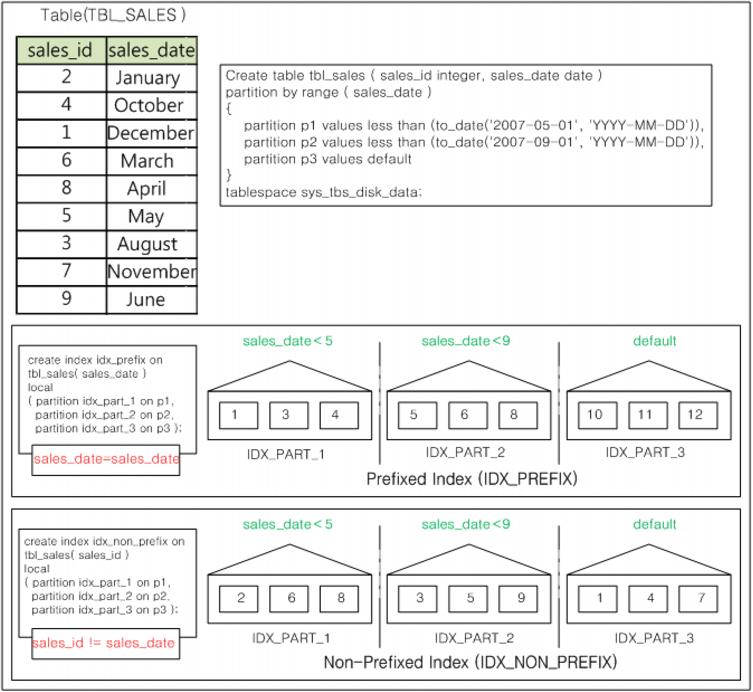 Table(TBL_SALES )
sales_id sales_date
2 January
4 October
1 December
6 March
8 April
5 May
3 August
7 November
9 June
Create table tbl_sales ( sales_id integer, sales_date date )
partition by range ( sales_date )
{
partition p1 values less than (to_date('2007-05-01', 'YYYY-MM-DD')),
partition p2 values less than (to_date('2007-09-01', 'YYYY-MM-DD')),
partition p3 values default
}
tablespace sys_tbs_disk_data;
create index idx_prefix on
tbl_sales( sales_date )
local
( partition idx_part_1 on p1,
partition idx_part_2 on p2,
partition idx_part_3 on p3 );
sales_date=sales_date
sales_date<5 sales_date<9 default
1 3 4 5 6 8 10 11 12
IDX_PART_1 IDX_PART_2 IDX_PART_3
Prefixed Index (IDX_PREFIX)
create index idx_non_prefix on
tbl_sales( sales_id )
local
( partition idx_part_1 on p1,
partition idx_part_2 on p2,
partition idx_part_3 on p3 );
sales_id != sales_date
sales_date<5 sales_date<9 default
2 6 8 3 5 9 1 4 7
IDX_PART_1 IDX_PART_2 IDX_PART_3
Non-Prefixed Index (IDX_NON_PREFIX)